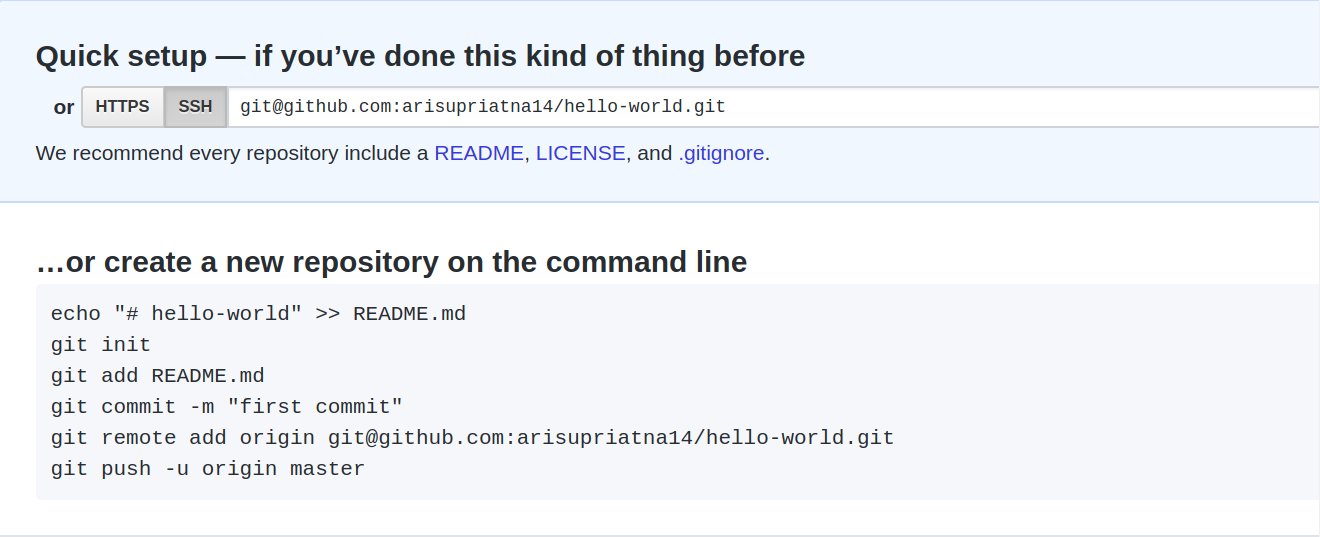 Quick setup — if you’ve done this kind of thing before
or HTTPS SSH git@github.com:arisupriatna14/hello-world.git
We recommend every repository include a README, LICENSE, and .gitignore.
…or create a new repository on the command line
echo "# hello-world" >> README.md
git init
git add README.md
git commit -m "first commit"
git remote add origin git@github.com:arisupriatna14/hello-world.git
git push -u origin master